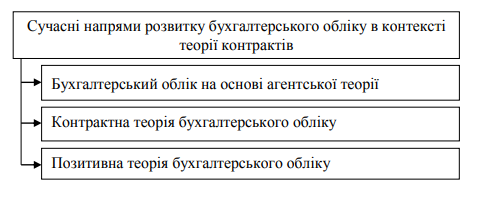 Сучасні напрями розвитку бухгалтерського обліку в контексті
теорії контрактів
Бухгалтерський облік на основі агентської теорії
Контрактна теорія бухгалтерського обліку
Позитивна теорія бухгалтерського обліку